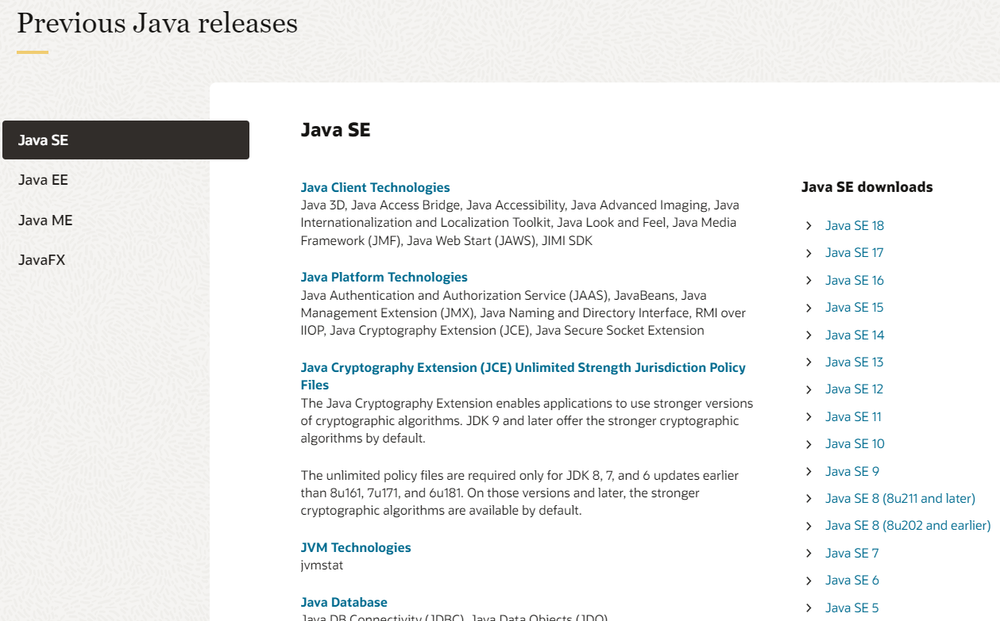 Previous Java releases
Java SE
Java EE
Java ME
JavaFX
Java SE
Java Client Technologies
Java 3D, Java Access Bridge, Java Accessibility, Java Advanced Imaging, Java
Internationalization and Localization Toolkit, Java Look and Feel, Java Media
Framework (JMF), Java Web Start (JAWS), JIMI SDK
Java Platform Technologies
Java Authentication and Authorization Service (JAAS), JavaBeans, Java
Management Extension (JMX), Java Naming and Directory Interface, RMI over
IIOP, Java Cryptography Extension (JCE), Java Secure Socket Extension
Java Cryptography Extension (JCE) Unlimited Strength Jurisdiction Policy
Files
The Java Cryptography Extension enables applications to use stronger versions
of cryptographic algorithms. JDK 9 and later offer the stronger cryptographic
algorithms by default.
The unlimited policy files are required only for JDK 8, 7, and 6 updates earlier
than 8u161, 7u171, and 6u181. On those versions and later, the stronger
cryptographic algorithms are available by default.
JVM Technologies
jvmstat
Java Database
Java DB Connectivity (JDBC), Java Data Objects (JDO)
Java SE downloads
Java SE 18
Java SE 17
Java SE 16
Java SE 15
Java SE 14
Java SE 13
Java SE 12
Java SE 11
Java SE 10
Java SE 9
Java SE 8 (8u211 and later)
Java SE 8 (8u202 and earlier)
Java SE 7
Java SE 6
Java SE 5